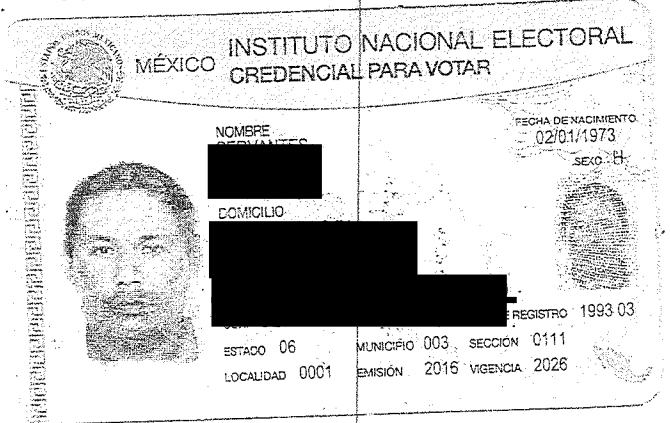 INSTITUTO NACIONAL ELECTORAL
MÉXICO
CREDENCIAL PARA VOTAR
NOMBRE
FECHA DE NACIMIENTO
02/01/1973
SEXO H
DOMICILIO
REGISTRO 1993 03
ESTADO 06 MUNICIPIO 003 SECCIÓN 0111
LOCALIDAD 0001 EMISIÓN 2016 VIGENCIA 2026